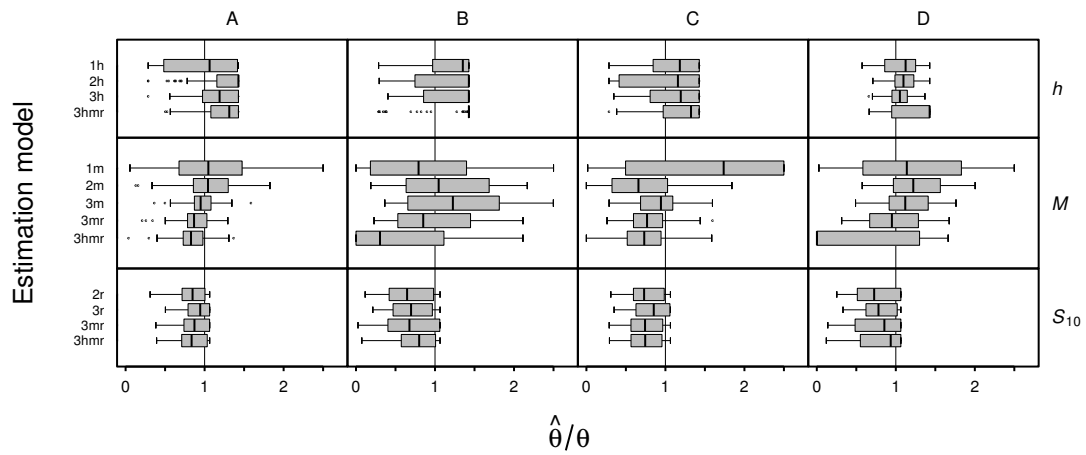 A B C D
1h
2h
3h
3hmr
h
1m
2m
3m
3mr
3hmr
M
2r
3r
3mr
3hmr
S10
0 1 2 0 1 2 0 1 2 0 1 2
Estimation model
θ̂/θ